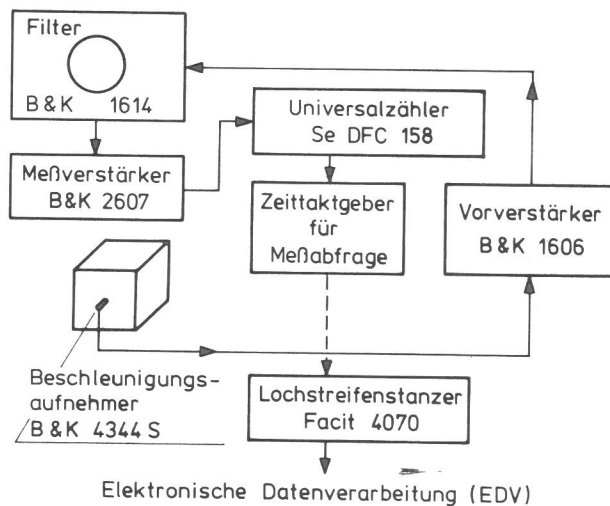 Filter
B & K 1614
Universalzähler
Se DFC 158
Meßverstärker
B&K 2607
Zeittaktgeber
für
Meßabfrage
Vorverstärker
B & K 1606
Beschleunigungs-
aufnehmer
B & K 4344 S
Lochstreifenstanzer
Facit 4070
Elektronische Datenverarbeitung (EDV)